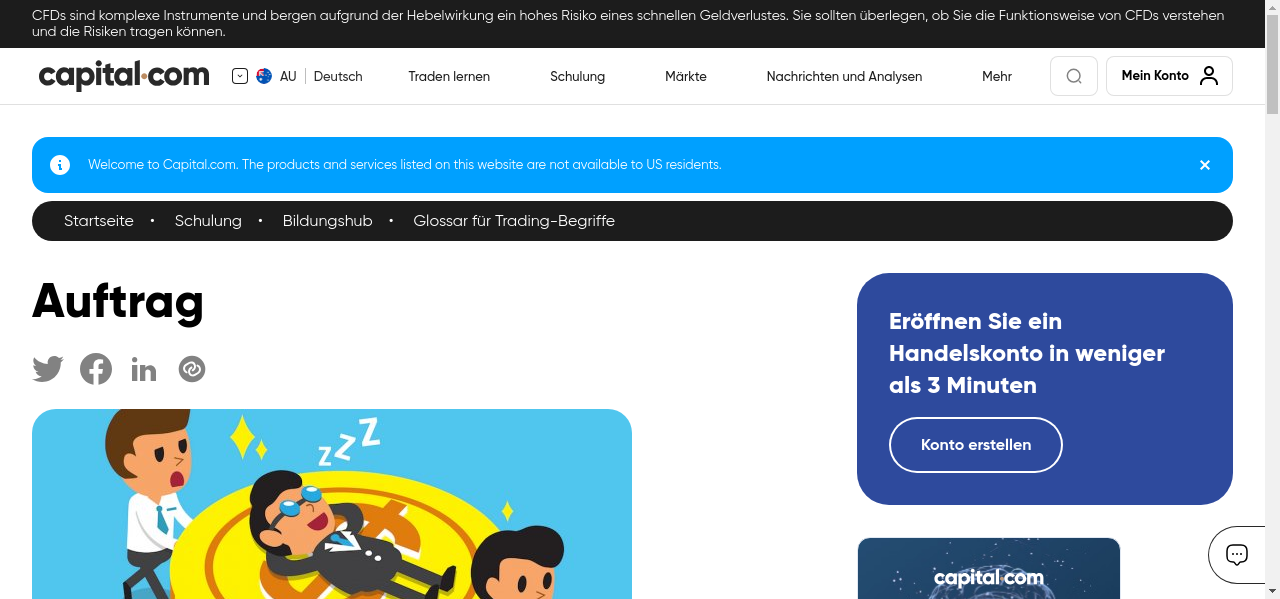 CFDs sind komplexe Instrumente und bergen aufgrund der Hebelwirkung ein hohes Risiko eines schnellen Geldverlustes. Sie sollten überlegen, ob Sie die Funktionsweise von CFDs verstehen
und die Risiken tragen können.
capital.com
AU
Deutsch
Traden lernen
Schulung
Märkte
Nachrichten und Analysen
Mehr
Mein Konto
Welcome to Capital.com. The products and services listed on this website are not available to US residents.
Startseite • Schulung • Bildungshub • Glossar für Trading-Begriffe
Auftrag
Eröffnen Sie ein
Handelskonto in weniger
als 3 Minuten
Konto erstellen
z Z Z
capital.com